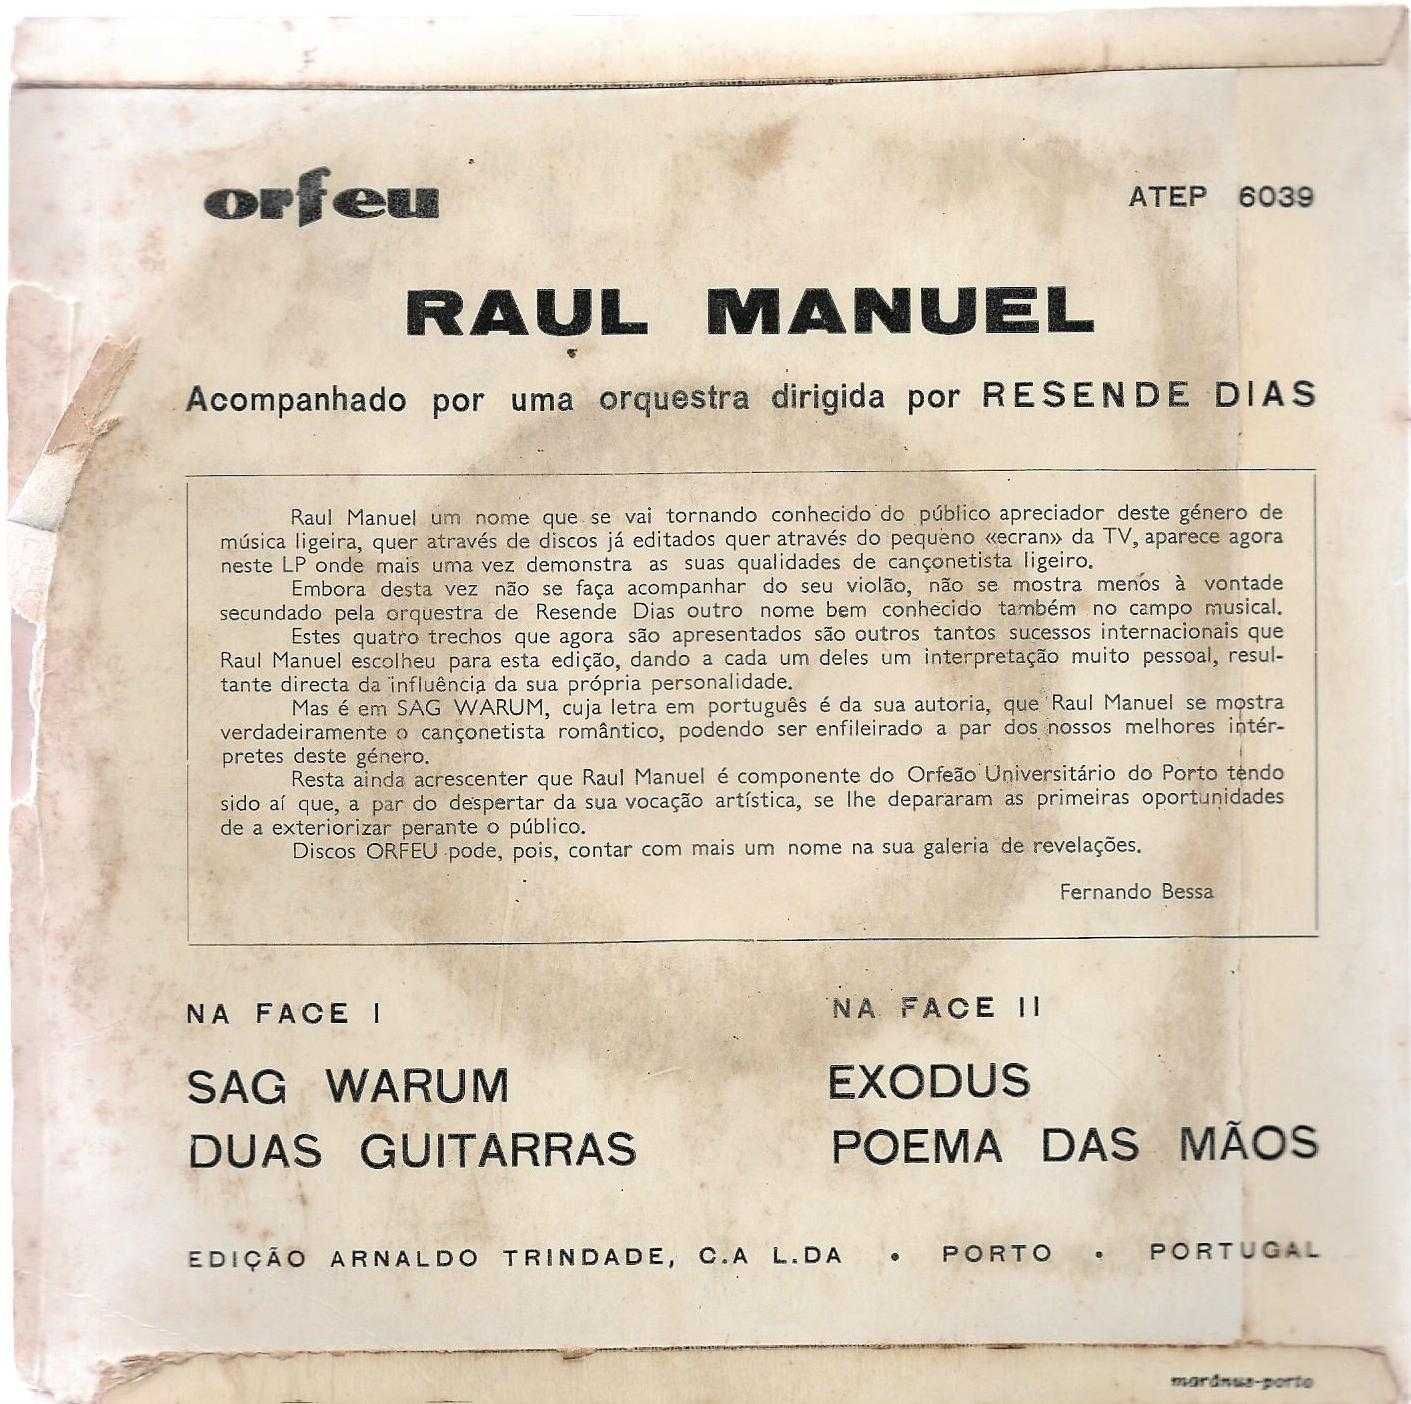 orfeu
ATEP 6039
RAUL MANUEL
Acompanhado por uma orquestra dirigida por RESENDE DIAS
Raul Manuel um nome que se vai tornando conhecido do público apreciador deste género de
música ligeira, quer através de discos já editados quer através do pequeno «ecran» da TV, aparece agora
neste LP onde mais uma vez demonstra as suas qualidades de cançonetista ligeiro.
Embora desta vez não se faça acompanhar do seu violão, não se mostra menos à vontade
secundado pela orquestra de Resende Dias outro nome bem conhecido também no campo musical.
Estes quatro trechos que agora são apresentados são outros tantos sucessos internacionais que
Raul Manuel escolheu para esta edição, dando a cada um deles um interpretação muito pessoal, resul-
tante directa da influência da sua própria personalidade.
Mas é em SAG WARUM, cuja letra em português é da sua autoria, que Raul Manuel se mostra
verdadeiramente o cançonetista romântico, podendo ser enfileirado a par dos nossos melhores intér-
pretes deste género.
Resta ainda acrescenter que Raul Manuel é componente do Orfeão Universitário do Porto tendo
sido aí que, a par do despertar da sua vocação artística, se lhe depararam as primeiras oportunidades
de a exteriorizar perante o público.
Discos ORFEU pode, pois, contar com mais um nome na sua galeria de revelações.
Fernando Bessa
NA FACE I
SAG WARUM
DUAS GUITARRAS
NA FACE II
EXODUS
POEMA DAS MÃOS
EDIÇÃO ARNALDO TRINDADE, C.A L.DA • PORTO • PORTUGAL
marânus-porto